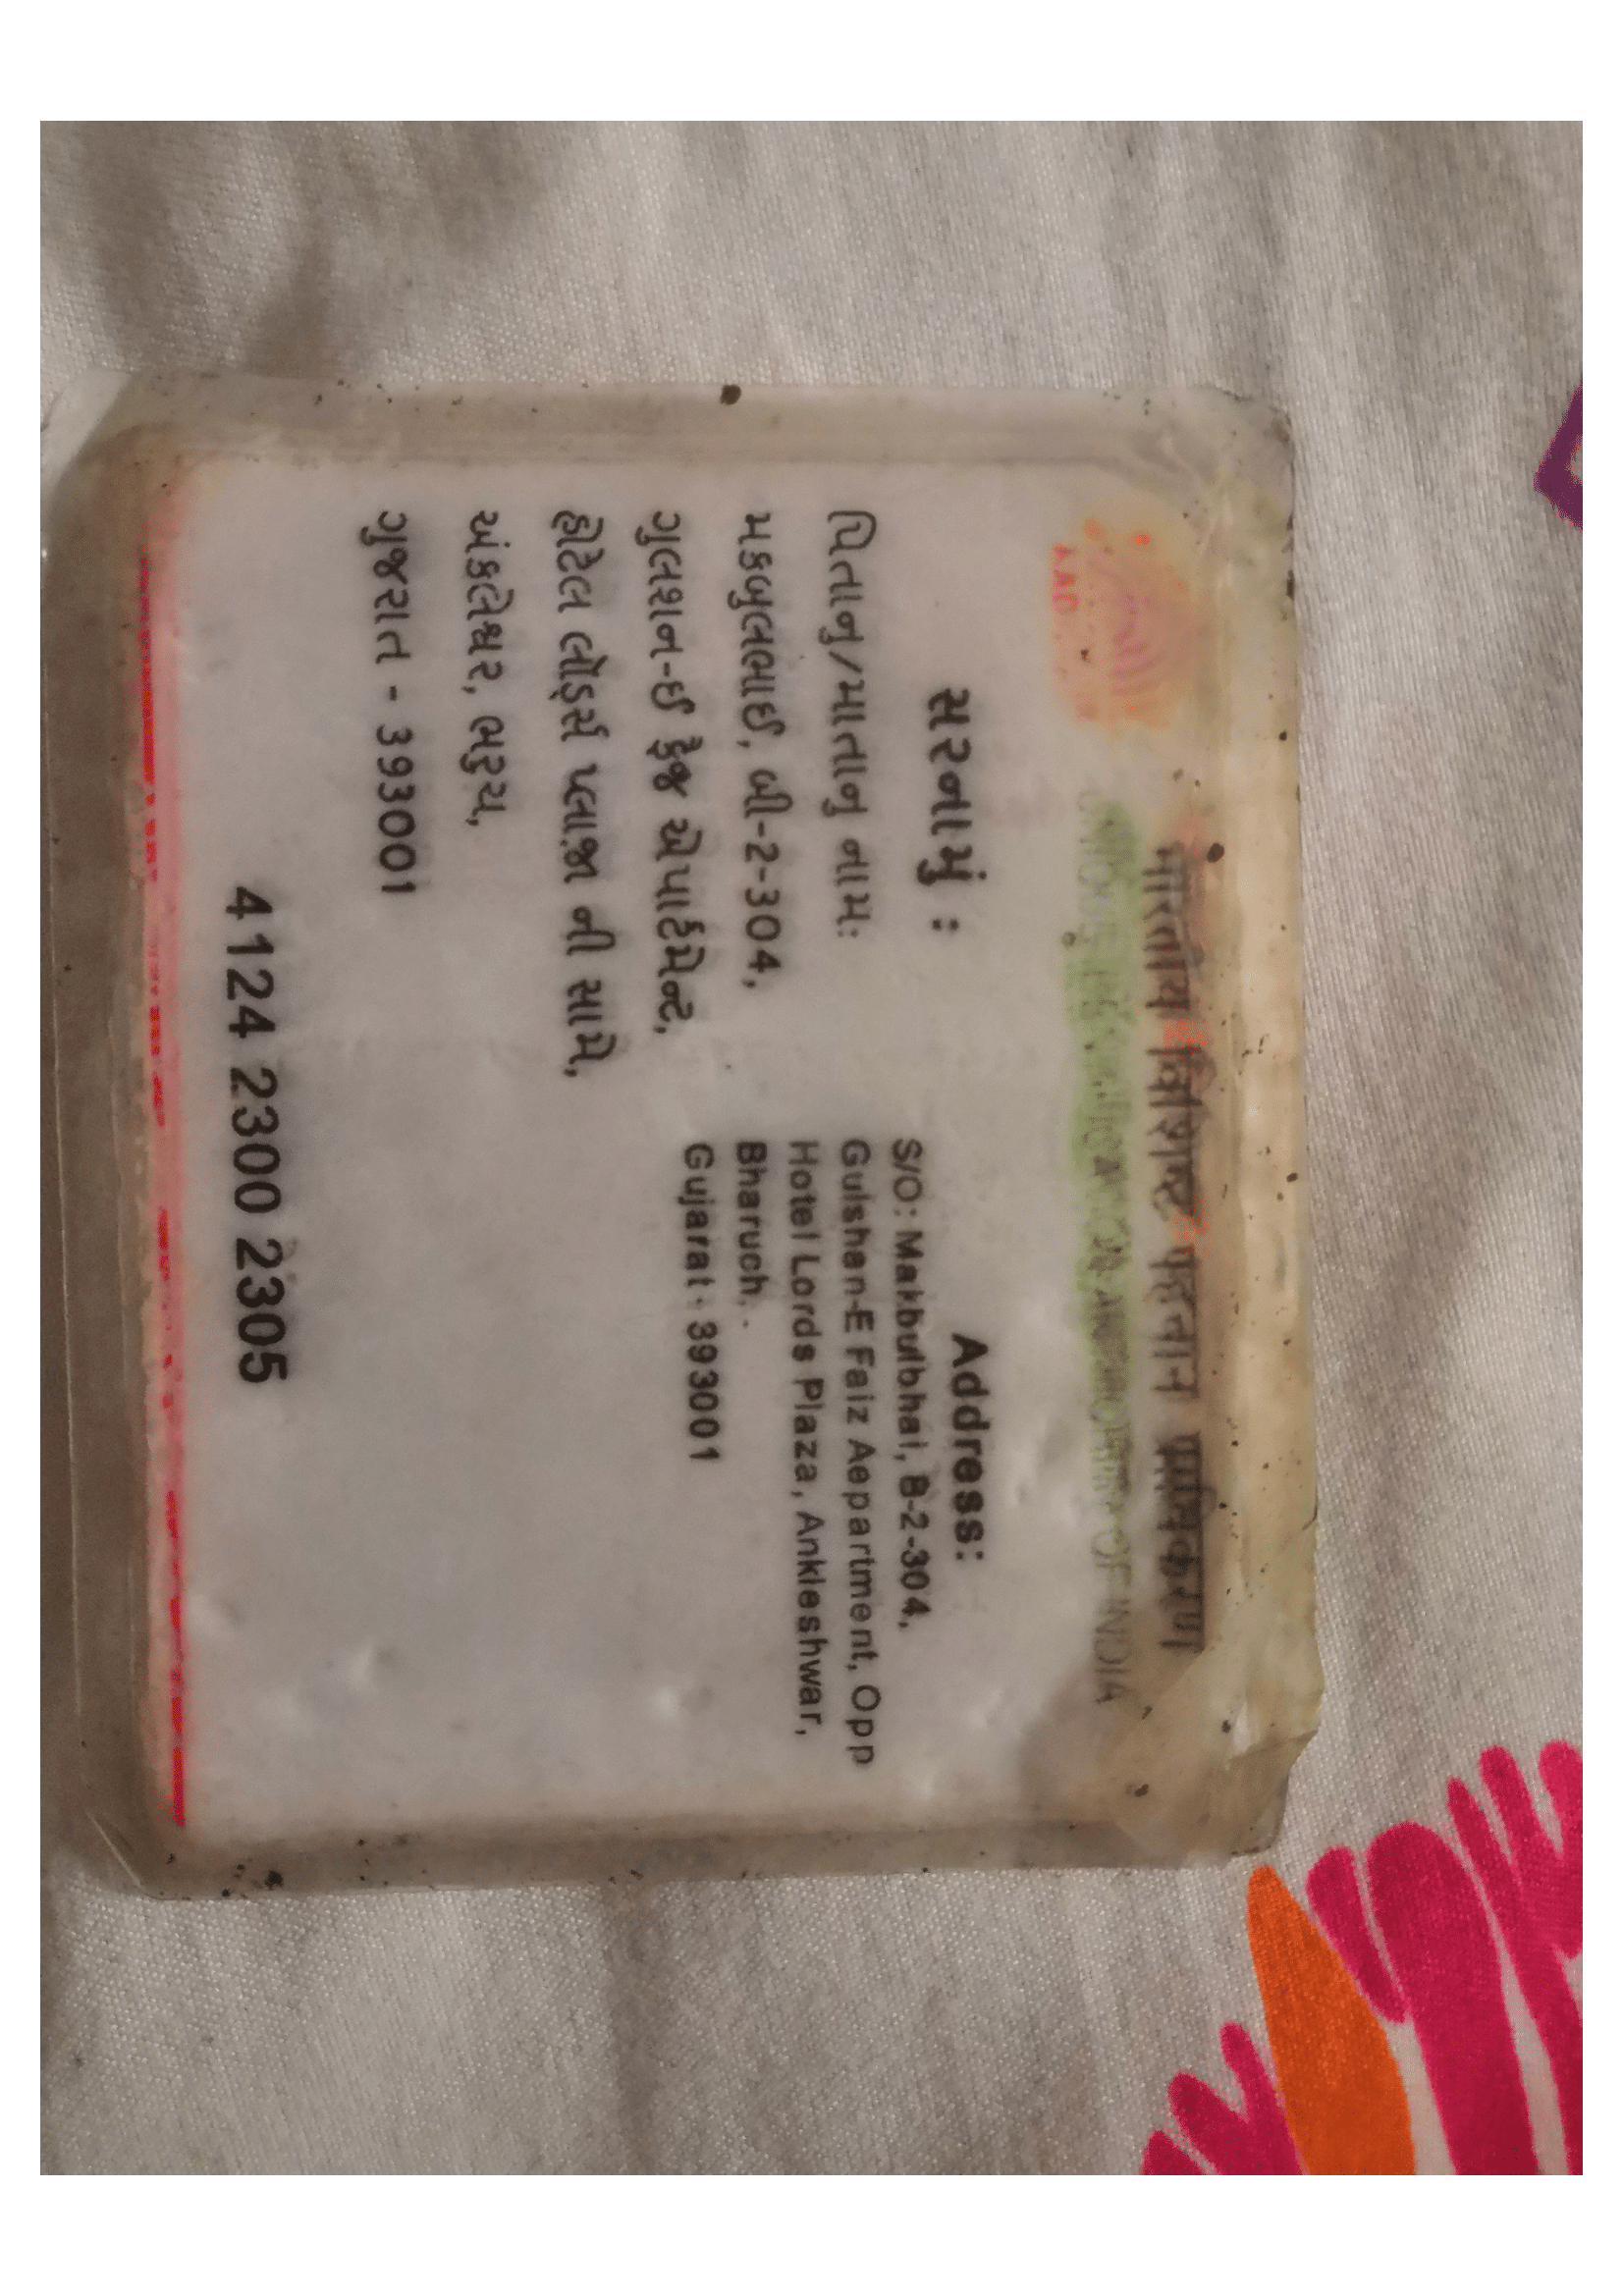 भारतीय विशिष्ट पहचान प्राधिकरण
AUTHORITY OF INDIA
સરનામું :
પિતાનુ/માતાનુ નામ:
મકબુલભાઈ, બી-2-304,
ગુલશન-ઈ ફૈજ એપાર્ટમેન્ટ,
હોટેલ લોર્ડ્સ પ્લાઝા ની સામે,
અંકલેશ્વર, ભરુચ,
ગુજરાત - 393001
Address:
S/O: Makbulbhai, B-2-304,
Gulshan-E Faiz Aepartment, Opp
Hotel Lords Plaza, Ankleshwar,
Bharuch,
Gujarat - 393001
4124 2300 2305